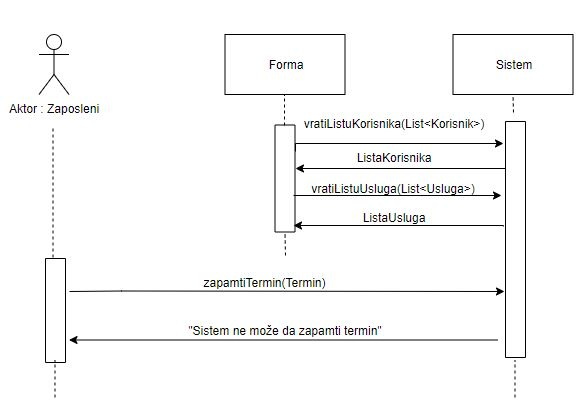 Forma
Sistem
Aktor : Zaposleni
vratiListuKorisnika(List<Korisnik>)
ListaKorisnika
vratiListuUsluga(List<Usluga>)
ListaUsluga
zapamtiTermin(Termin)
"Sistem ne može da zapamti termin"